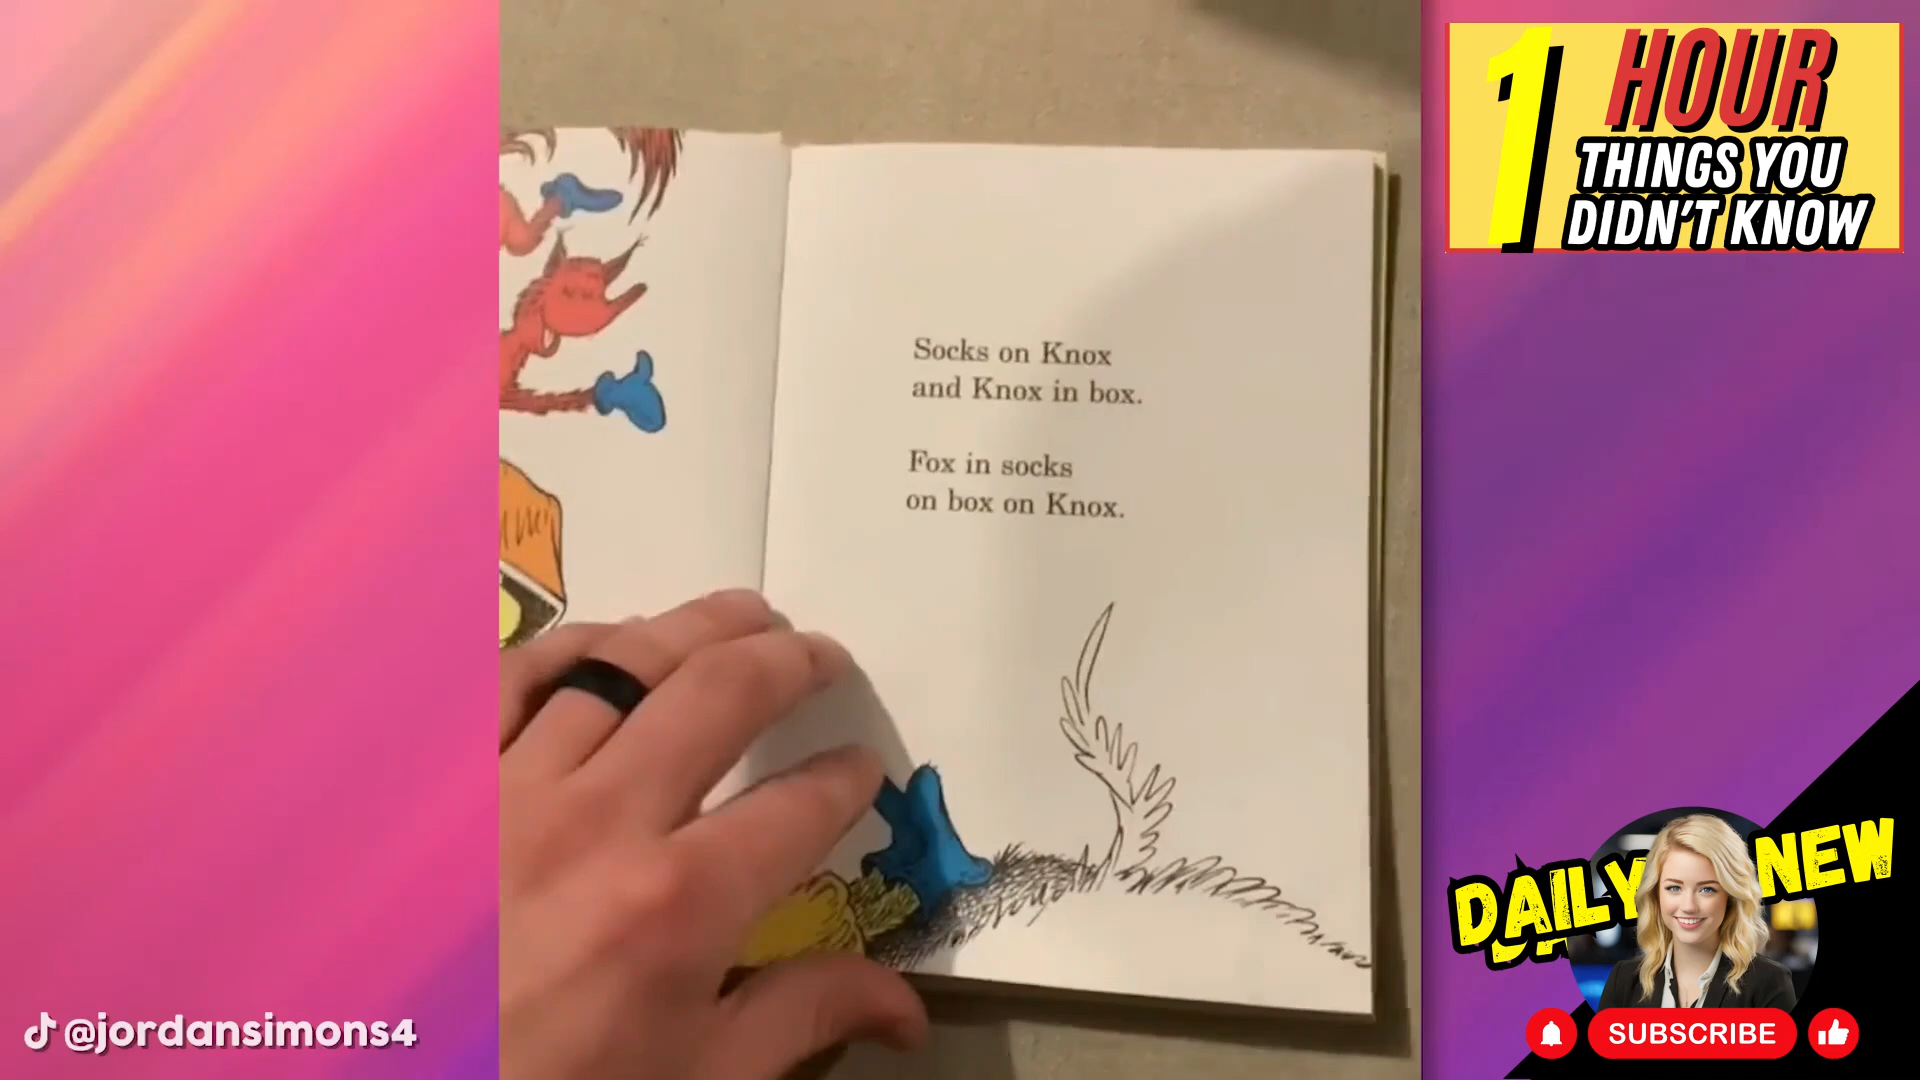 Socks on Knox
and Knox in box.
Fox in socks
on box on Knox.
1 HOUR
THINGS YOU
DIDN'T KNOW
DAILY NEW
SUBSCRIBE
@jordansimons4